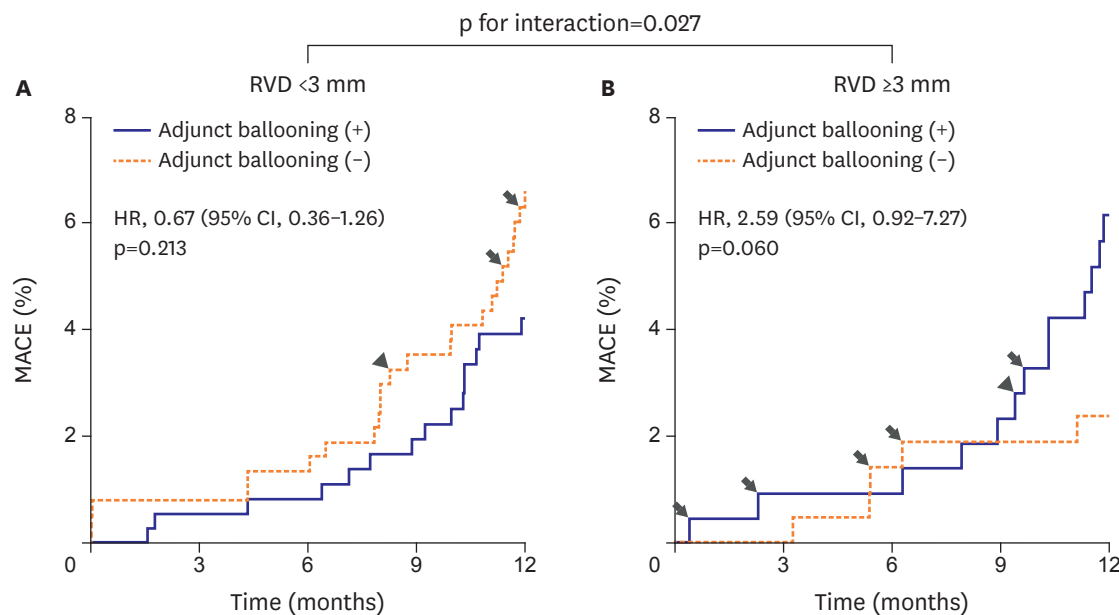 p for interaction=0.027
A
RVD <3 mm
8
6
4
2
0
3
6
9
12
MACE (%)
Time (months)
Adjunct ballooning (+)
Adjunct ballooning (−)
HR, 0.67 (95% CI, 0.36–1.26)
p=0.213
B
RVD ≥3 mm
8
6
4
2
0
3
6
9
12
MACE (%)
Time (months)
Adjunct ballooning (+)
Adjunct ballooning (−)
HR, 2.59 (95% CI, 0.92–7.27)
p=0.060